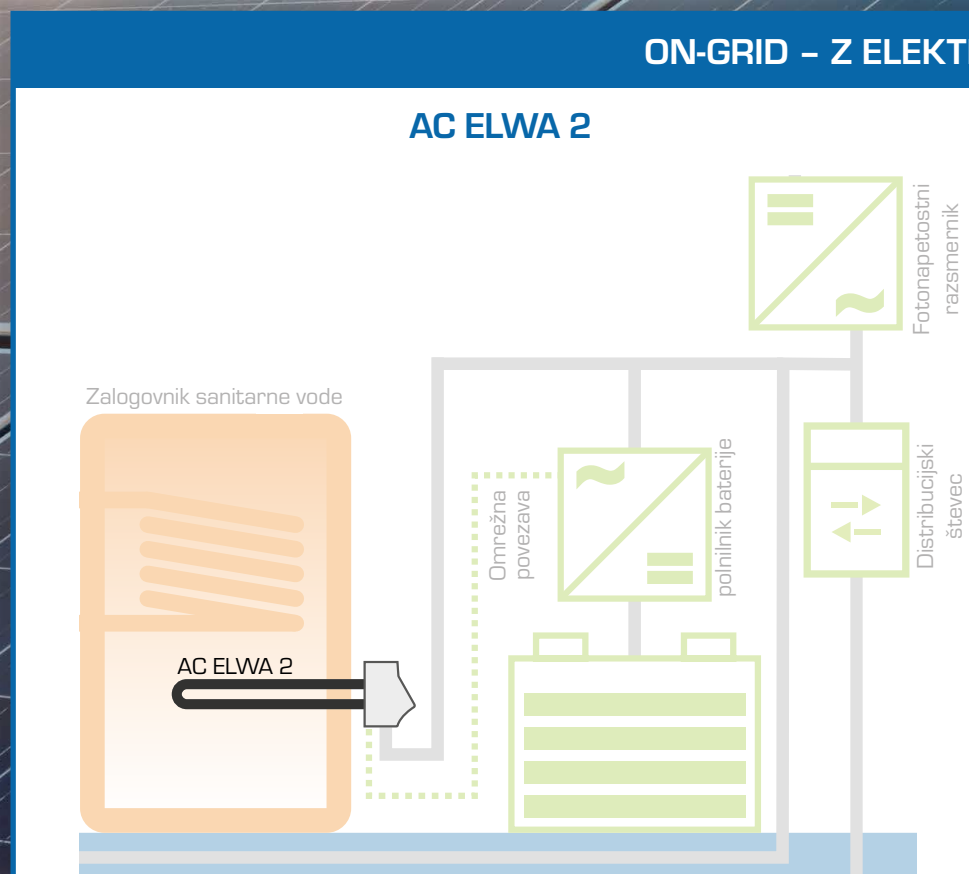 ON-GRID – Z
AC ELWA 2
Fotonapetostni
razsmernik
Zalogovnik sanitarne vode
Omrežna
povezava
polnilnik baterije
Distribucijski
števec
AC ELWA 2